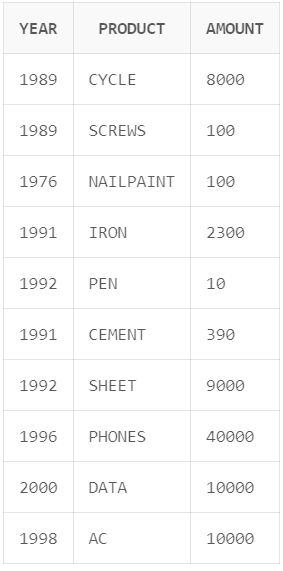 YEAR PRODUCT AMOUNT
1989 CYCLE 8000
1989 SCREWS 100
1976 NAILPAINT 100
1991 IRON 2300
1992 PEN 10
1991 CEMENT 390
1992 SHEET 9000
1996 PHONES 40000
2000 DATA 10000
1998 AC 10000